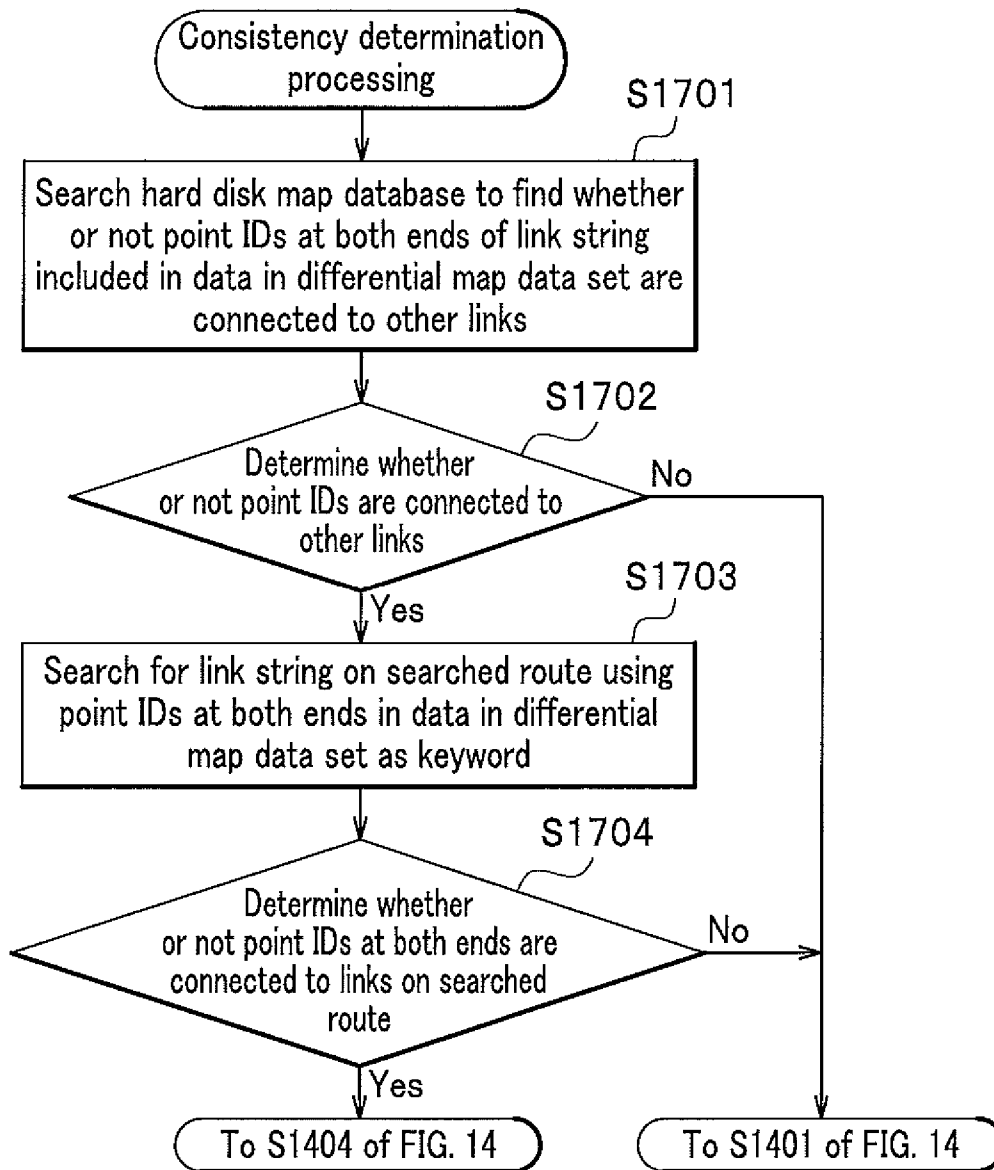 Consistency determination
processing
S1701
Search hard disk map database to find whether
or not point IDs at both ends of link string
included in data in differential map data set are
connected to other links
S1702
Determine whether
or not point IDs are connected to
other links
No
Yes
S1703
Search for link string on searched route using
point IDs at both ends in data in differential
map data set as keyword
S1704
Determine whether
or not point IDs at both ends are
connected to links on searched
route
No
Yes
To S1404 of FIG. 14
To S1401 of FIG. 14